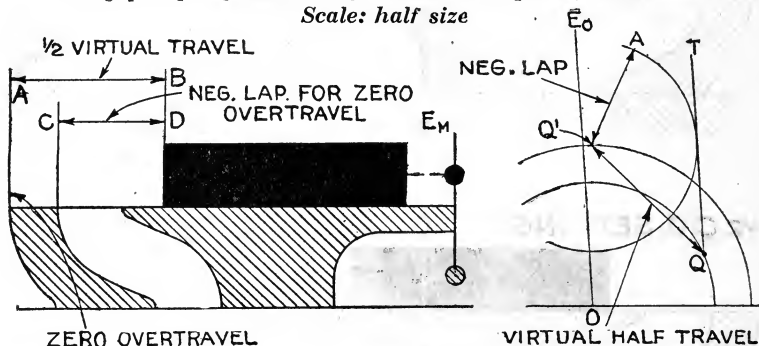 Scale: half size
½ VIRTUAL TRAVEL
A
B
NEG. LAP. FOR ZERO
OVERTRAVEL
C
D
EM
ZERO OVERTRAVEL
E0
A
T
NEG. LAP
Q'
Q
O
VIRTUAL HALF TRAVEL